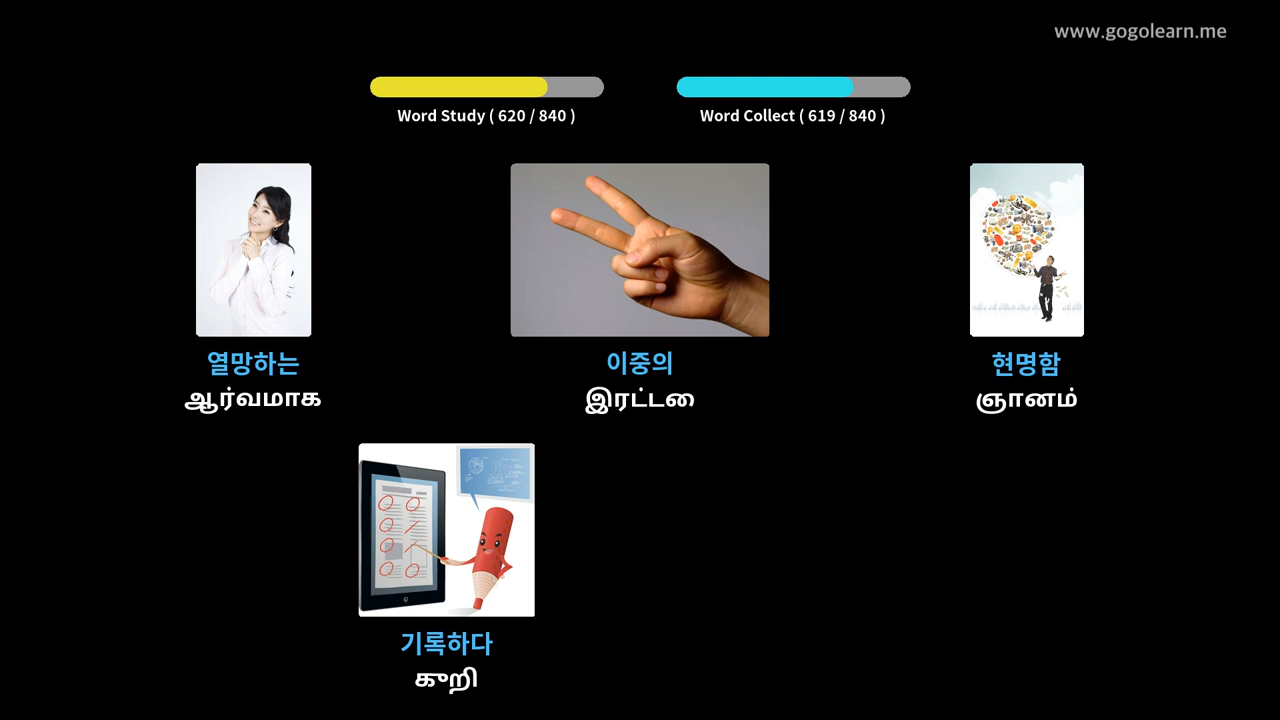 www.gogolearn.me
Word Study ( 620 / 840 )
Word Collect ( 619 / 840 )
열망하는
ஆர்வமாக
이중의
இரட்டை
현명함
ஞானம்
기록하다
குறி